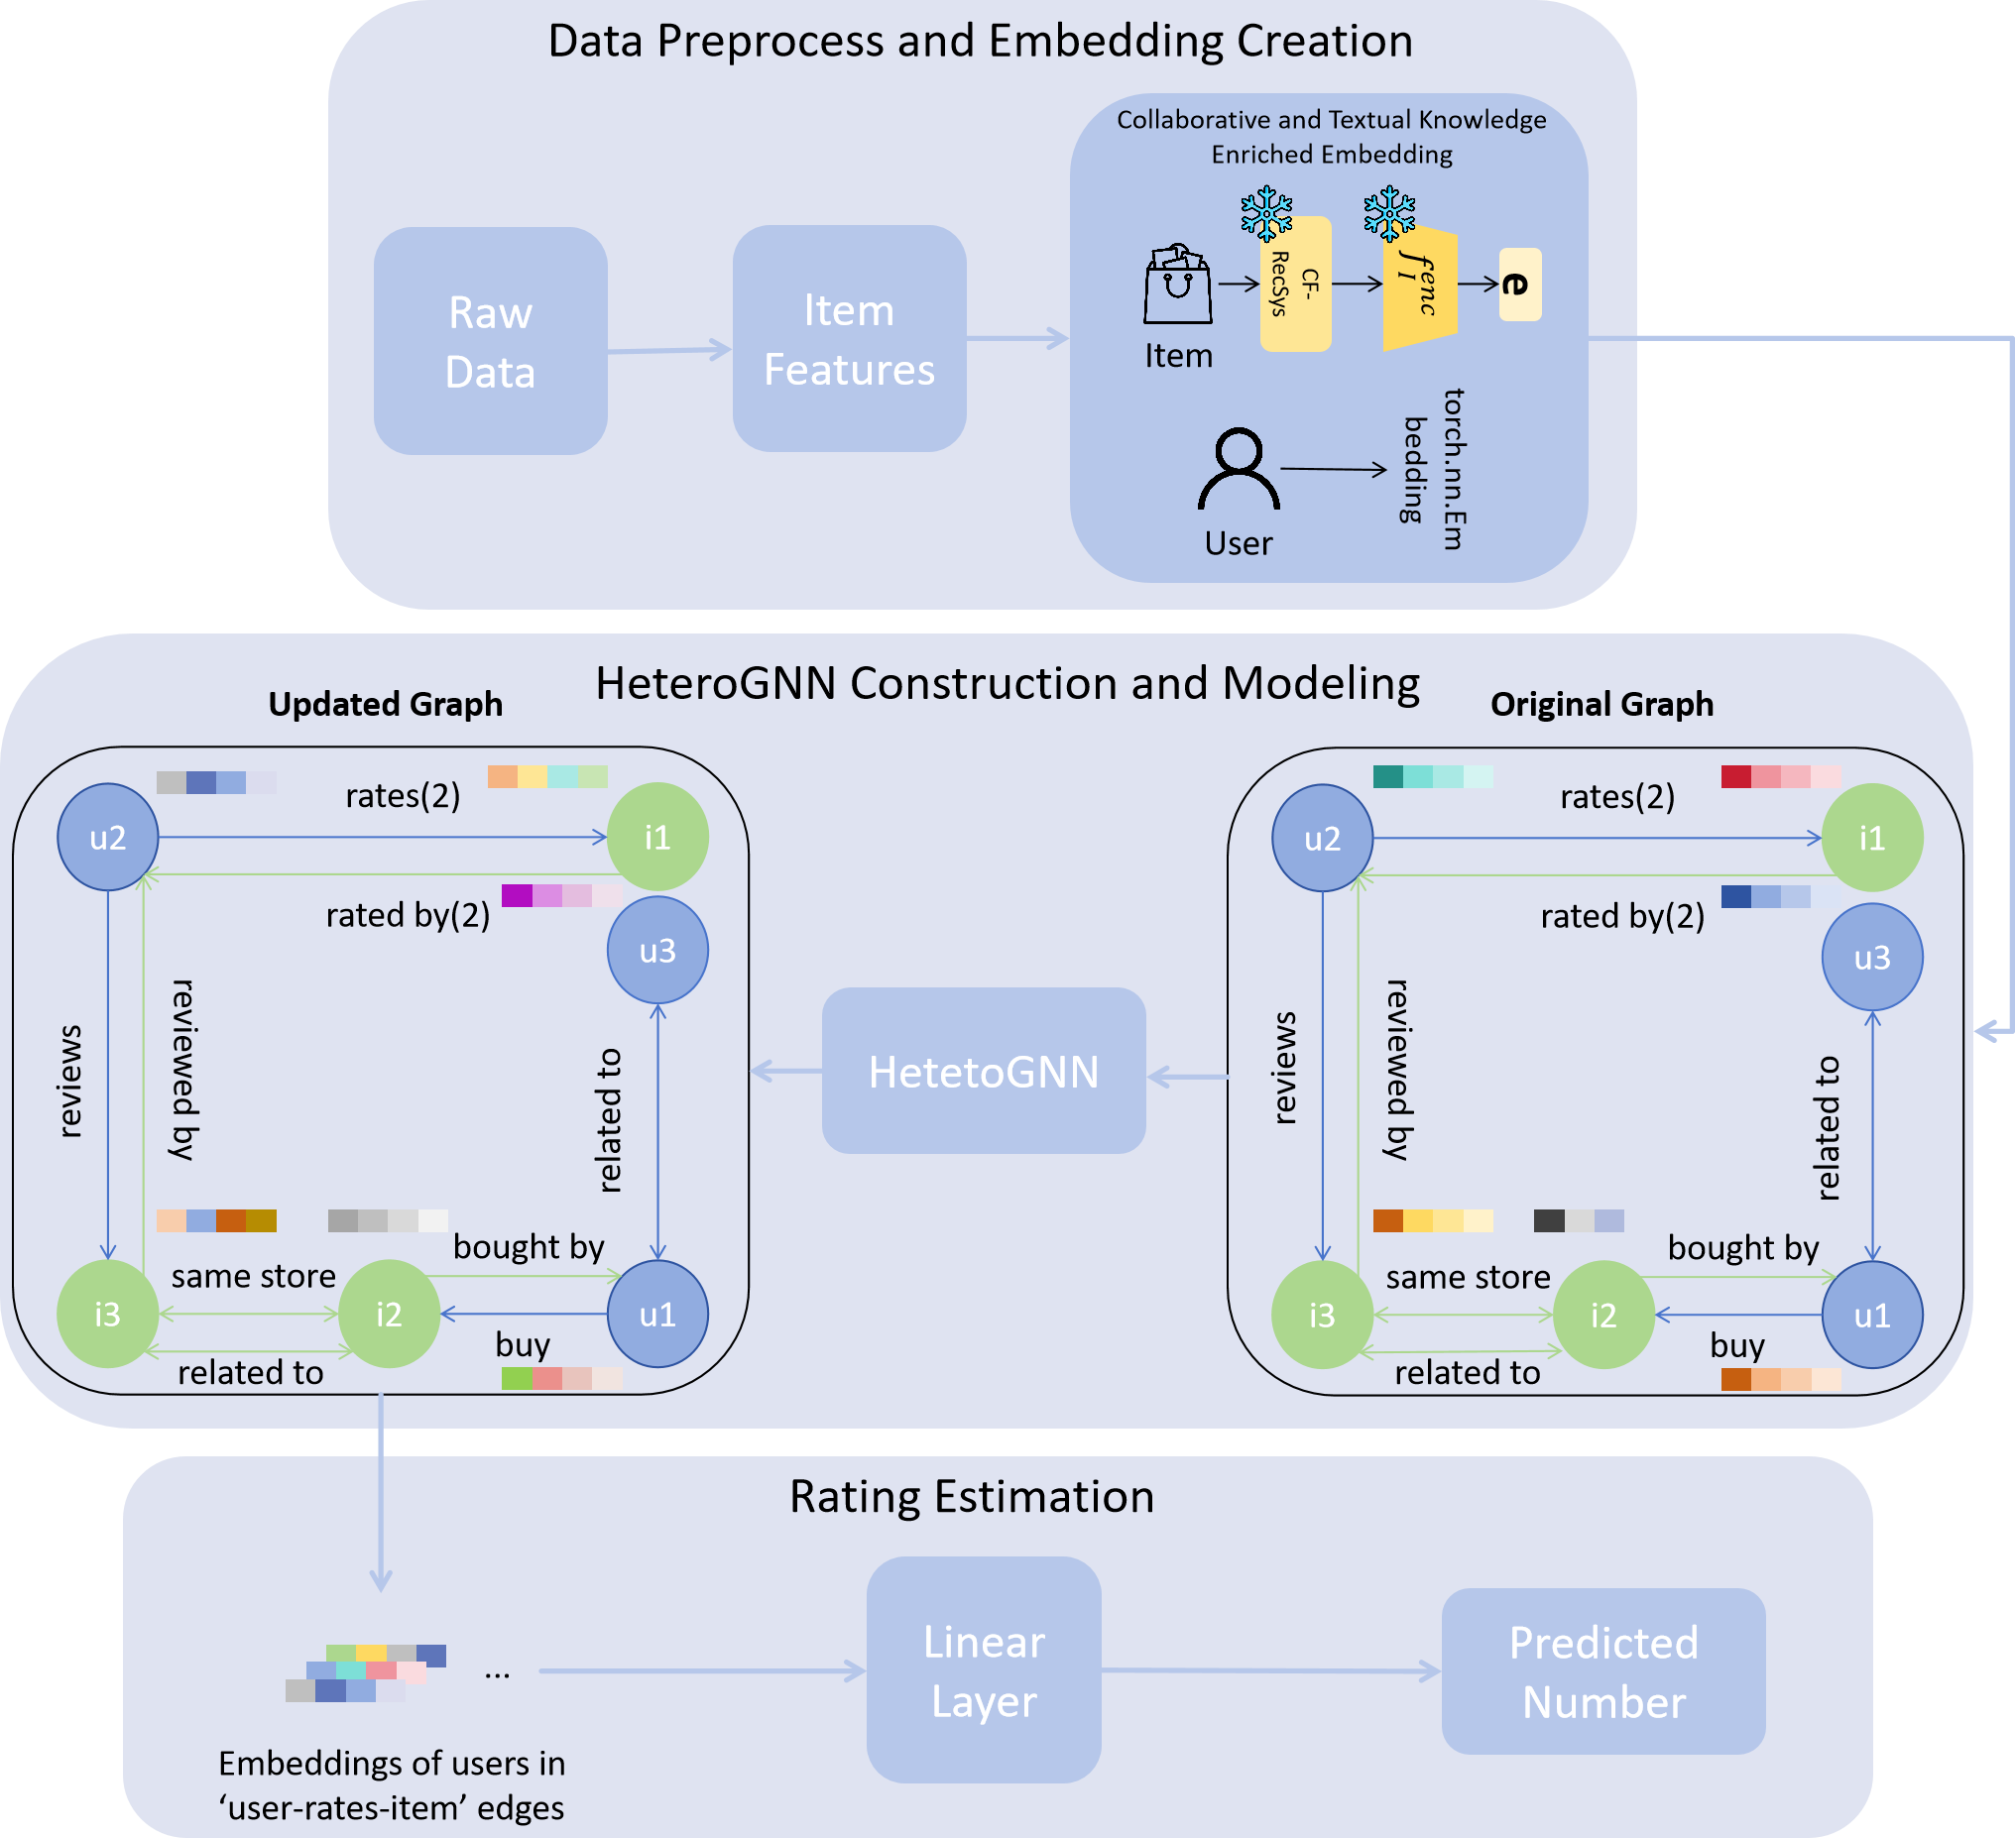 Data Preprocess and Embedding Creation
Raw
Data
Item
Features
Collaborative and Textual Knowledge
Enriched Embedding
CF-
RecSys
f I enc
e
Item
torch.nn.Em
bedding
User
HeteroGNN Construction and Modeling
Updated Graph
u2
rates(2)
i1
rated by(2)
u3
reviews
reviewed by
related to
bought by
same store
i3
i2
u1
buy
related to
HetetoGNN
Original Graph
u2
rates(2)
i1
rated by(2)
u3
reviews
reviewed by
related to
bought by
same store
i3
i2
u1
buy
related to
Rating Estimation
...
Embeddings of users in
‘user-rates-item’ edges
Linear
Layer
Predicted
Number